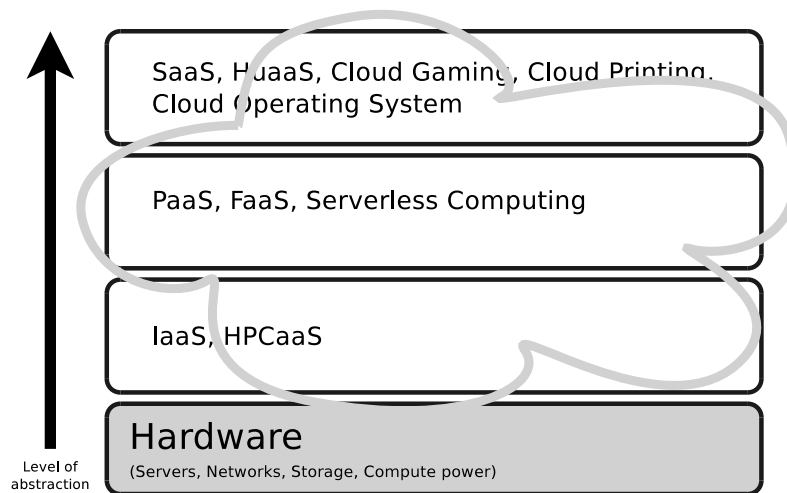 SaaS, HuaaS, Cloud Gaming, Cloud Printing,
Cloud Operating System
PaaS, FaaS, Serverless Computing
IaaS, HPCaaS
Hardware
(Servers, Networks, Storage, Compute power)
Level of
abstraction